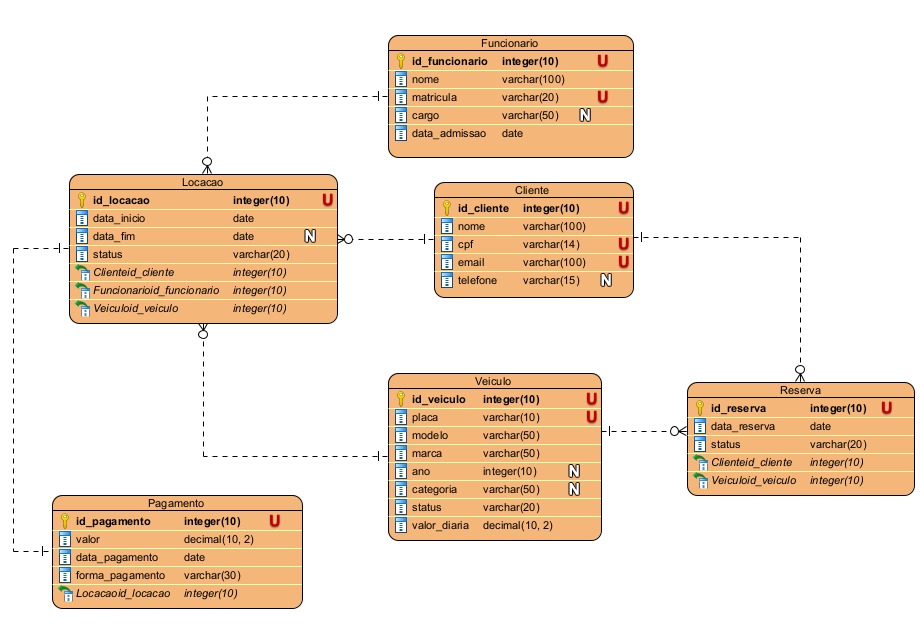 Funcionario
id_funcionario integer(10) U
nome varchar(100)
matricula varchar(20) U
cargo varchar(50) N
data_admissao date
Locacao
id_locacao integer(10) U
data_inicio date
data_fim date N
status varchar(20)
Clienteid_cliente integer(10)
Funcionarioid_funcionario integer(10)
Veiculoid_veiculo integer(10)
Cliente
id_cliente integer(10) U
nome varchar(100)
cpf varchar(14) U
email varchar(100) U
telefone varchar(15) N
Veiculo
id_veiculo integer(10) U
placa varchar(10) U
modelo varchar(50)
marca varchar(50)
ano integer(10) N
categoria varchar(50) N
status varchar(20)
valor_diaria decimal(10, 2)
Reserva
id_reserva integer(10) U
data_reserva date
status varchar(20)
Clienteid_cliente integer(10)
Veiculoid_veiculo integer(10)
Pagamento
id_pagamento integer(10) U
valor decimal(10, 2)
data_pagamento date
forma_pagamento varchar(30)
Locacaoid_locacao integer(10)